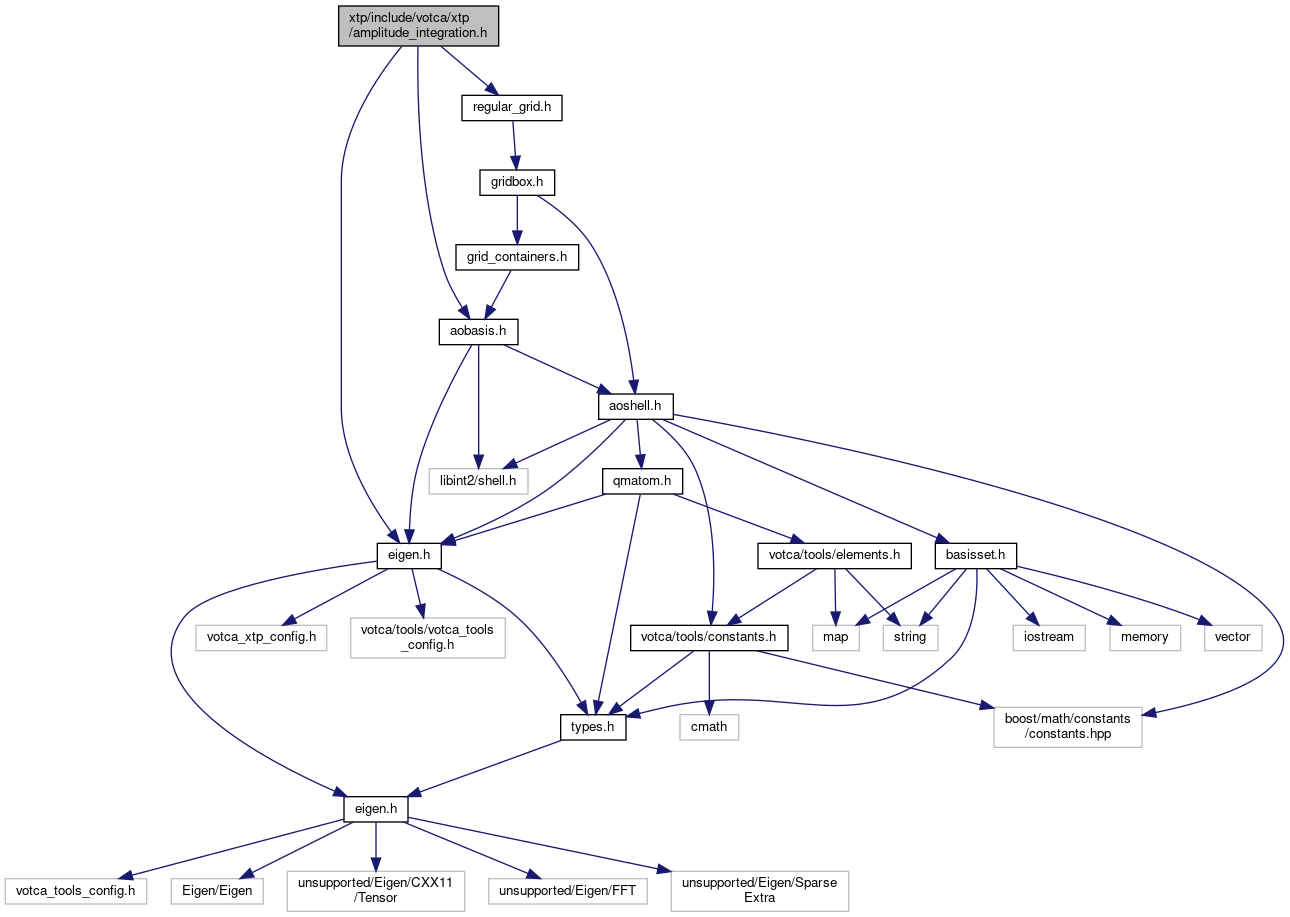 xtp/include/votca/xtp
/amplitude_integration.h
regular_grid.h
gridbox.h
grid_containers.h
aobasis.h
aoshell.h
libint2/shell.h
qmatom.h
eigen.h
votca/tools/elements.h
basisset.h
votca_xtp_config.h
votca/tools/votca_tools
_config.h
votca/tools/constants.h
map
string
iostream
memory
vector
types.h
cmath
boost/math/constants
/constants.hpp
eigen.h
votca_tools_config.h
Eigen/Eigen
unsupported/Eigen/CXX11
/Tensor
unsupported/Eigen/FFT
unsupported/Eigen/Sparse
Extra